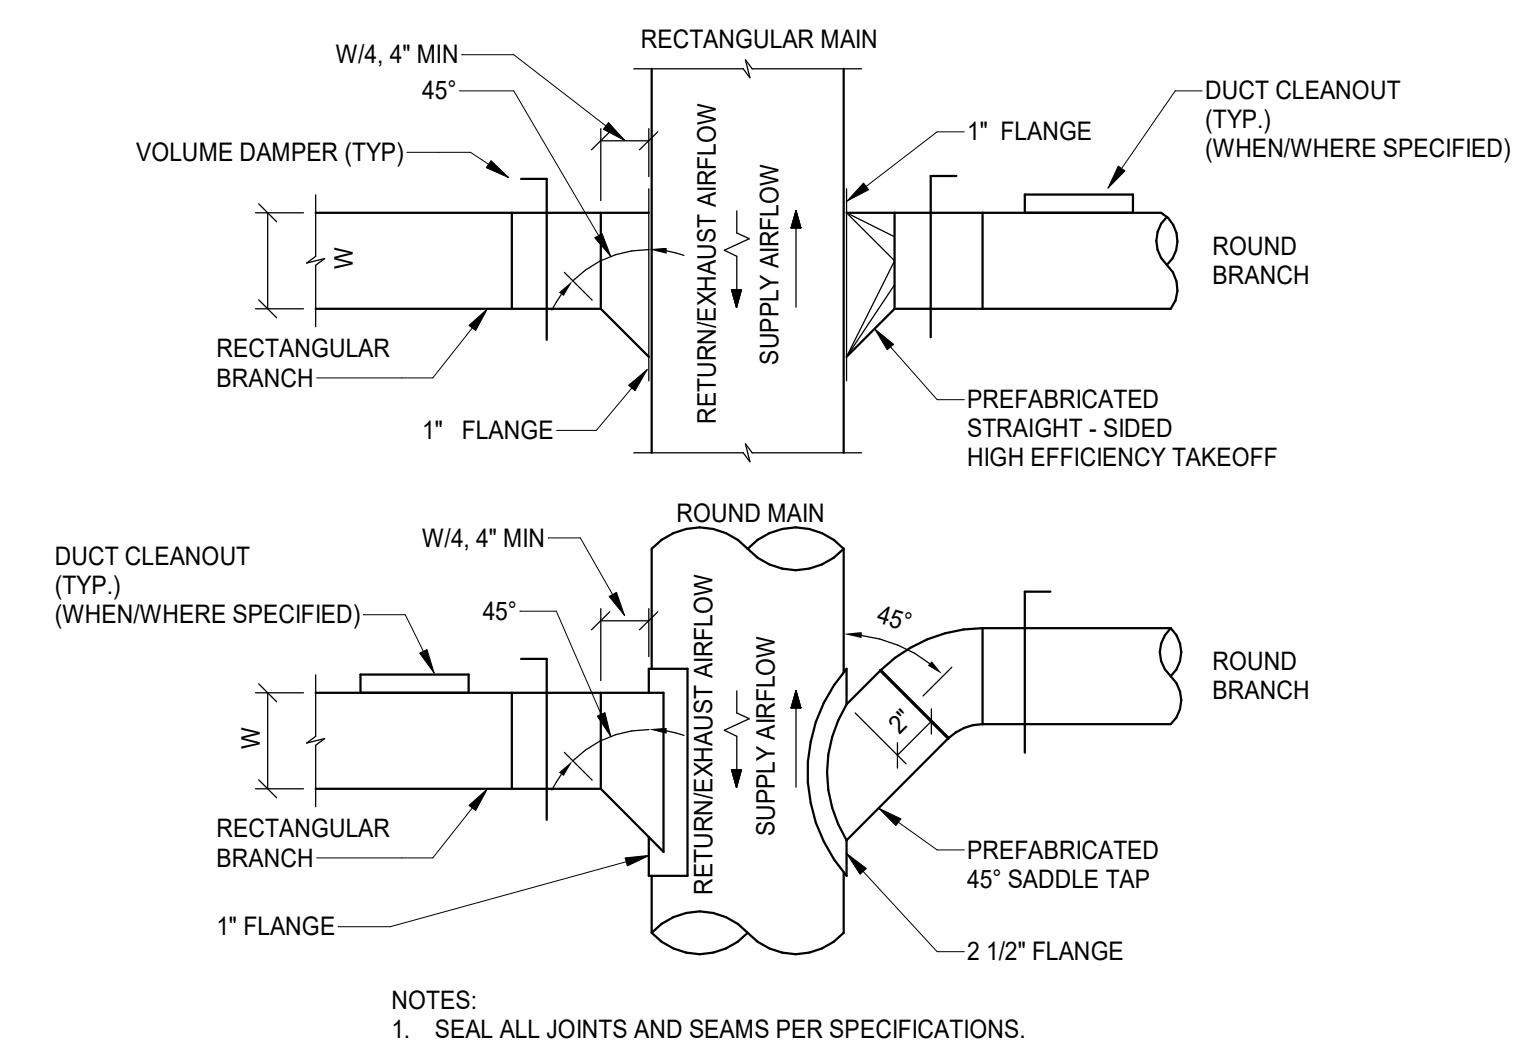 RECTANGULAR MAIN
W/4, 4" MIN
45°
VOLUME DAMPER (TYP)
W
RECTANGULAR
BRANCH
1" FLANGE
RETURN/EXHAUST AIRFLOW
SUPPLY AIRFLOW
1" FLANGE
DUCT CLEANOUT
(TYP.)
(WHEN/WHERE SPECIFIED)
ROUND
BRANCH
PREFABRICATED
STRAIGHT - SIDED
HIGH EFFICIENCY TAKEOFF
ROUND MAIN
W/4, 4" MIN
DUCT CLEANOUT
(TYP.)
(WHEN/WHERE SPECIFIED)
45°
W
RECTANGULAR
BRANCH
1" FLANGE
RETURN/EXHAUST AIRFLOW
SUPPLY AIRFLOW
45°
2"
ROUND
BRANCH
PREFABRICATED
45° SADDLE TAP
2 1/2" FLANGE
NOTES:
1. SEAL ALL JOINTS AND SEAMS PER SPECIFICATIONS.